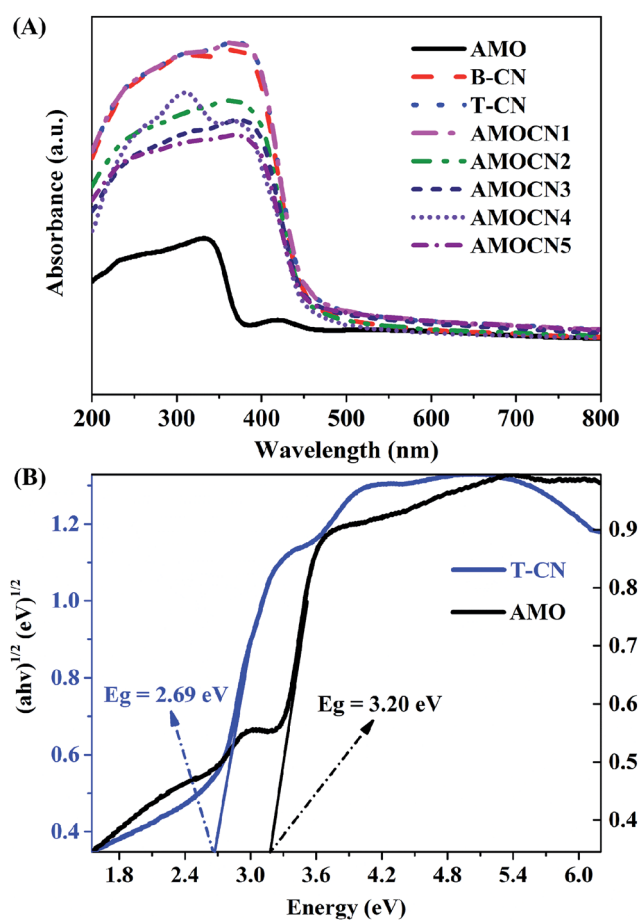 (A)
AMO
B-CN
T-CN
AMOCN1
AMOCN2
AMOCN3
AMOCN4
AMOCN5
Absorbance (a.u.)
200 300 400 500 600 700 800
Wavelength (nm)
(B)
1.2
1.0
0.8
0.6
0.4
(ahv)1/2 (eV)1/2
T-CN
AMO
Eg = 2.69 eV
Eg = 3.20 eV
0.9
0.8
0.7
0.6
0.5
0.4
1.8 2.4 3.0 3.6 4.2 4.8 5.4 6.0
Energy (eV)